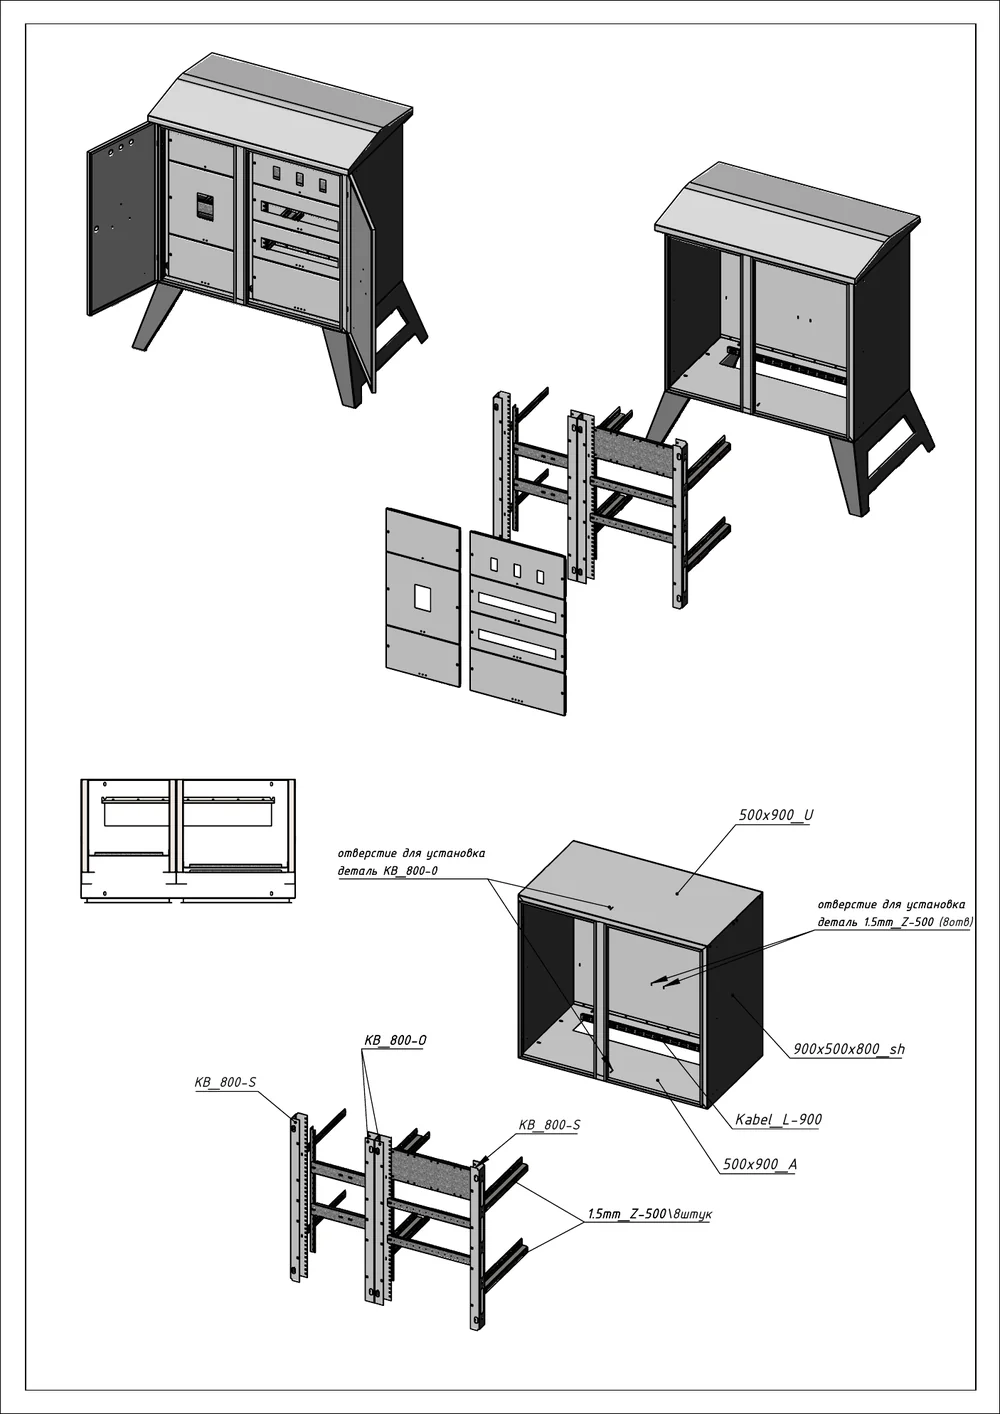 500x900_U
отверстие для установка
деталь KB_800-0
отверстие для установка
деталь 1.5mm_Z-500 (8отв)
900x500x800_sh
Kabel_L-900
500x900_A
KB_800-O
KB_800-S
KB_800-S
1.5mm_Z-500\8штук